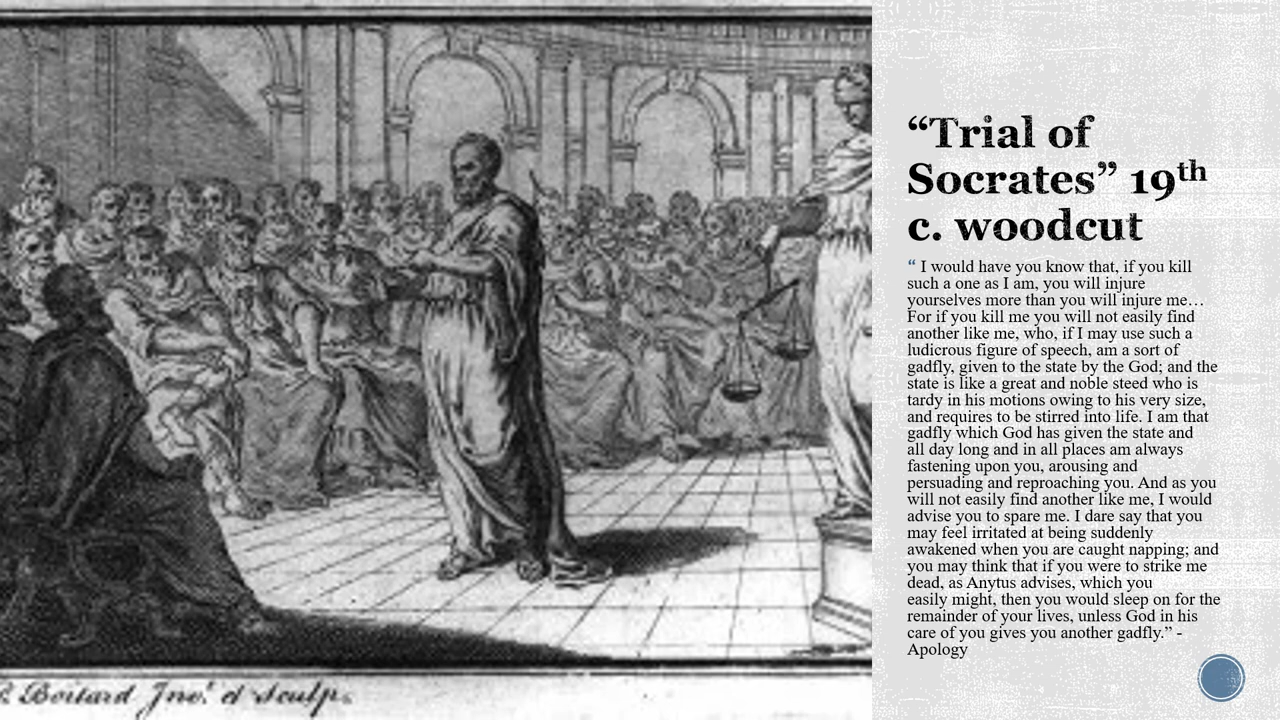 “Trial of
Socrates” 19th
c. woodcut
“ I would have you know that, if you kill
such a one as I am, you will injure
yourselves more than you will injure me…
For if you kill me you will not easily find
another like me, who, if I may use such a
ludicrous figure of speech, am a sort of
gadfly, given to the state by the God; and the
state is like a great and noble steed who is
tardy in his motions owing to his very size,
and requires to be stirred into life. I am that
gadfly which God has given the state and
all day long and in all places am always
fastening upon you, arousing and
persuading and reproaching you. And as you
will not easily find another like me, I would
advise you to spare me. I dare say that you
may feel irritated at being suddenly
awakened when you are caught napping; and
you may think that if you were to strike me
dead, as Anytus advises, which you
easily might, then you would sleep on for the
remainder of your lives, unless God in his
care of you gives you another gadfly.” -
Apology
Boitard Jnv.t et Sculp.